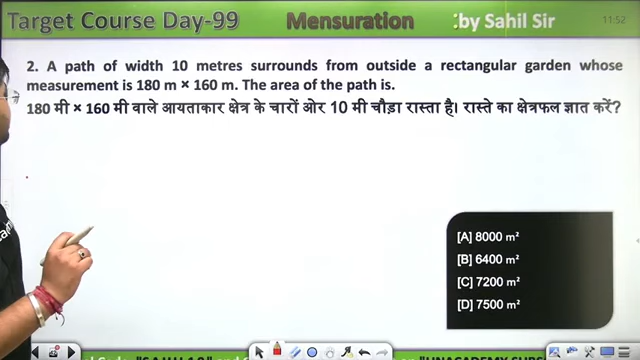 Target Course Day-99 Mensuration :by Sahil Sir 11:52
2. A path of width 10 metres surrounds from outside a rectangular garden whose
measurement is 180 m × 160 m. The area of the path is.
180 मी × 160 मी वाले आयताकार क्षेत्र के चारों ओर 10 मी चौड़ा रास्ता है। रास्ते का क्षेत्रफल ज्ञात करें?
[A] 8000 m²
[B] 6400 m²
[C] 7200 m²
[D] 7500 m²